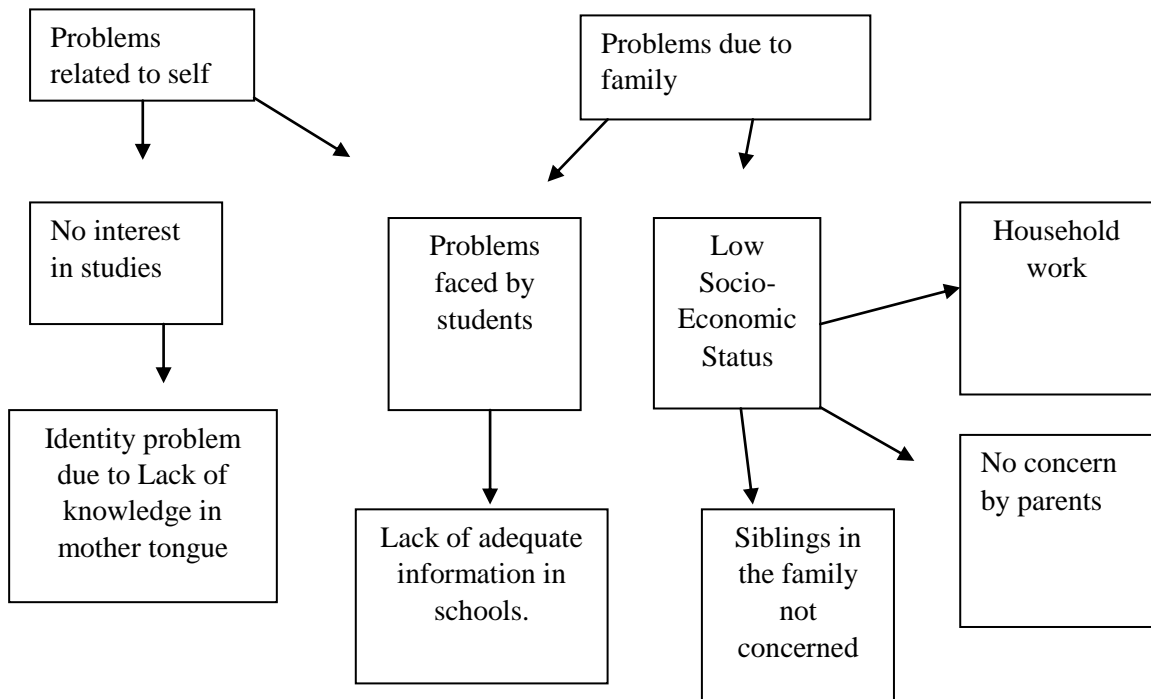 Problems
related to self
Problems due to
family
No interest
in studies
Problems
faced by
students
Low
Socio-
Economic
Status
Household
work
Identity problem
due to Lack of
knowledge in
mother tongue
Lack of adequate
information in
schools.
Siblings in
the family
not
concerned
No concern
by parents